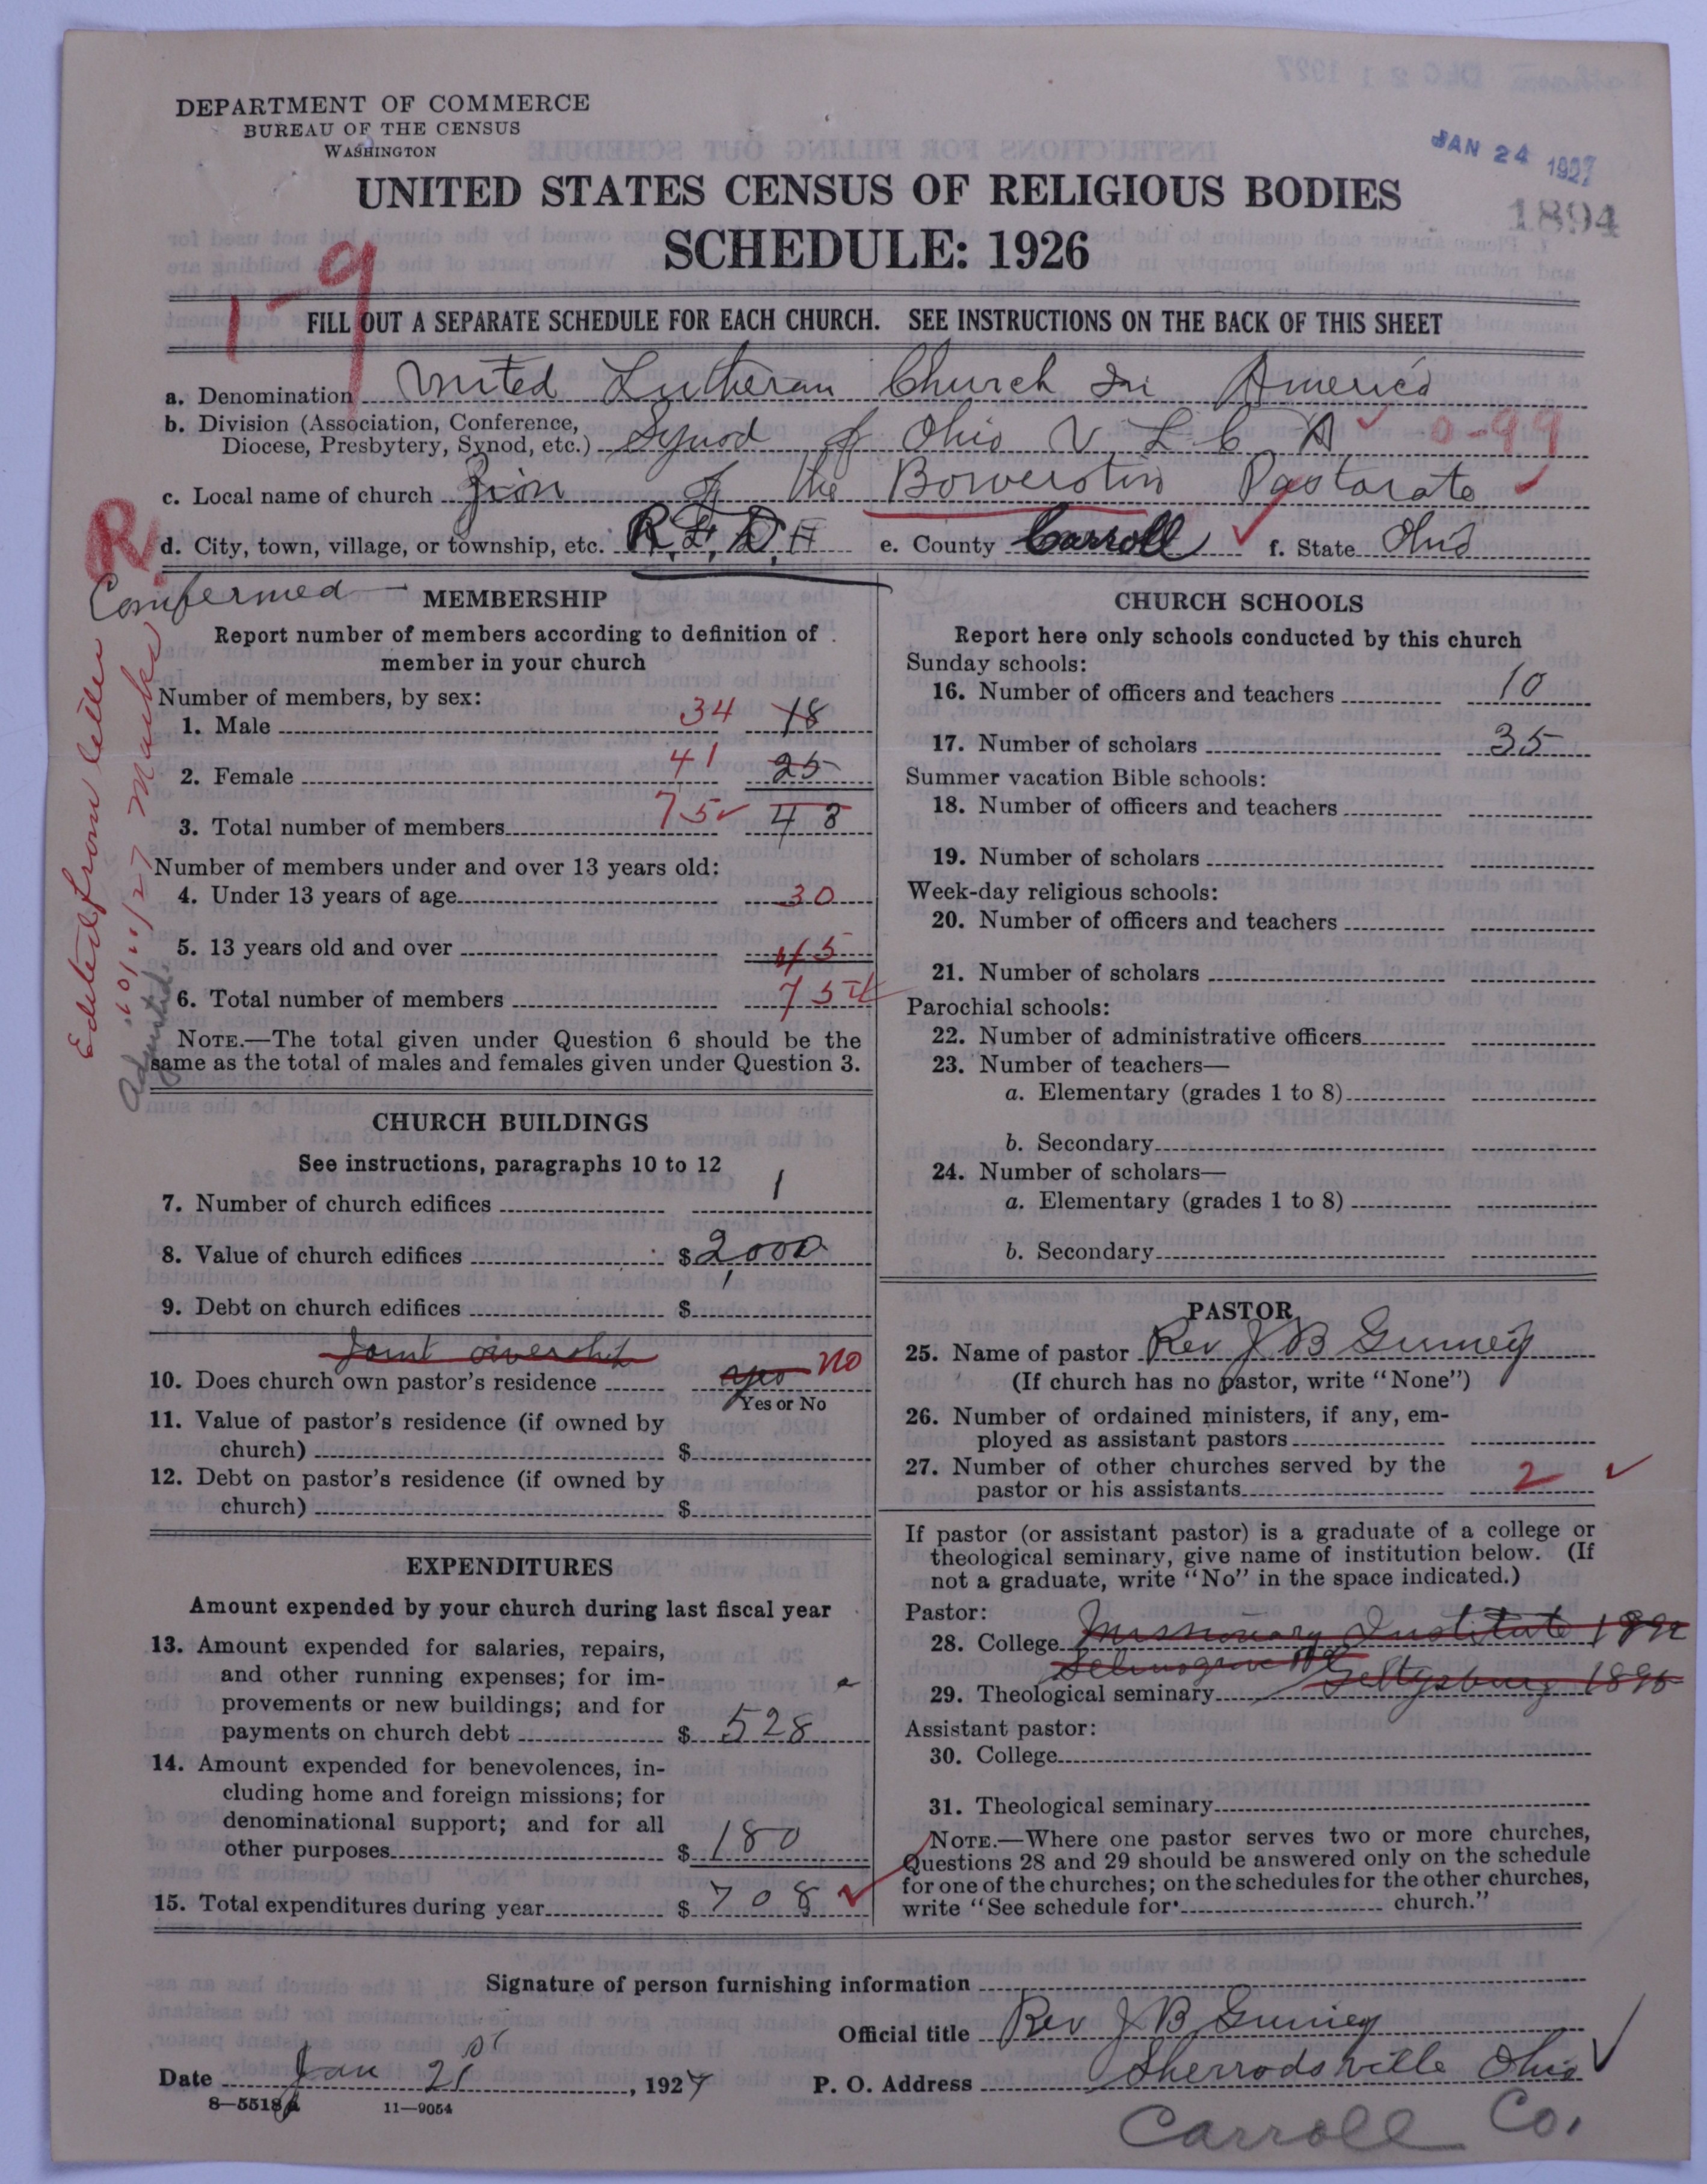 DEPARTMENT OF COMMERCE
BUREAU OF THE CENSUS
WASHINGTON
JAN 24 1927
UNITED STATES CENSUS OF RELIGIOUS BODIES
1894
SCHEDULE: 1926
1-9
FILL OUT A SEPARATE SCHEDULE FOR EACH CHURCH. SEE INSTRUCTIONS ON THE BACK OF THIS SHEET
a. Denomination United Lutheran Church In America
b. Division (Association, Conference,
Diocese, Presbytery, Synod, etc.) Synod of Ohio U L C A ✓ 0-99
c. Local name of church Zion of the Bowerston Pastorate ✓
R.
d. City, town, village, or township, etc. R.F.D. # e. County Carroll ✓ f. State Ohio
Confermed —
Edited from letter
10/11/27
Adjusted
MEMBERSHIP
Report number of members according to definition of
member in your church
Number of members, by sex:
1. Male 34 18
2. Female 41 25
3. Total number of members 75 ✓ 43
Number of members under and over 13 years old:
4. Under 13 years of age 30
5. 13 years old and over 45
6. Total number of members 75
NOTE.—The total given under Question 6 should be the
same as the total of males and females given under Question 3.
CHURCH BUILDINGS
See instructions, paragraphs 10 to 12
7. Number of church edifices 1
8. Value of church edifices $ 2,000
9. Debt on church edifices $
Joint ownership
10. Does church own pastor's residence yes no
Yes or No
11. Value of pastor's residence (if owned by
church) $
12. Debt on pastor's residence (if owned by
church) $
EXPENDITURES
Amount expended by your church during last fiscal year
13. Amount expended for salaries, repairs,
and other running expenses; for im-
provements or new buildings; and for
payments on church debt $ 528
14. Amount expended for benevolences, in-
cluding home and foreign missions; for
denominational support; and for all
other purposes $ 180
15. Total expenditures during year $ 708 ✓
CHURCH SCHOOLS
Report here only schools conducted by this church
Sunday schools:
16. Number of officers and teachers 10
17. Number of scholars 35
Summer vacation Bible schools:
18. Number of officers and teachers
19. Number of scholars
Week-day religious schools:
20. Number of officers and teachers
21. Number of scholars
Parochial schools:
22. Number of administrative officers
23. Number of teachers—
a. Elementary (grades 1 to 8)
b. Secondary
24. Number of scholars—
a. Elementary (grades 1 to 8)
b. Secondary
PASTOR
25. Name of pastor Rev J B Gurney
(If church has no pastor, write "None")
26. Number of ordained ministers, if any, em-
ployed as assistant pastors
27. Number of other churches served by the
pastor or his assistants 2 ✓
If pastor (or assistant pastor) is a graduate of a college or
theological seminary, give name of institution below. (If
not a graduate, write "No" in the space indicated.)
Pastor:
28. College Missionary Institute
Selinsgrove Pa
29. Theological seminary Gettysburg
Assistant pastor:
30. College
31. Theological seminary
NOTE.—Where one pastor serves two or more churches,
Questions 28 and 29 should be answered only on the schedule
for one of the churches; on the schedules for the other churches,
write "See schedule for church."
Signature of person furnishing information
Official title Rev J B Gurney
Date Jan 21st, 1927 P. O. Address Sherrodsville Ohio ✓
8—5518a 11—9054
Carroll Co.